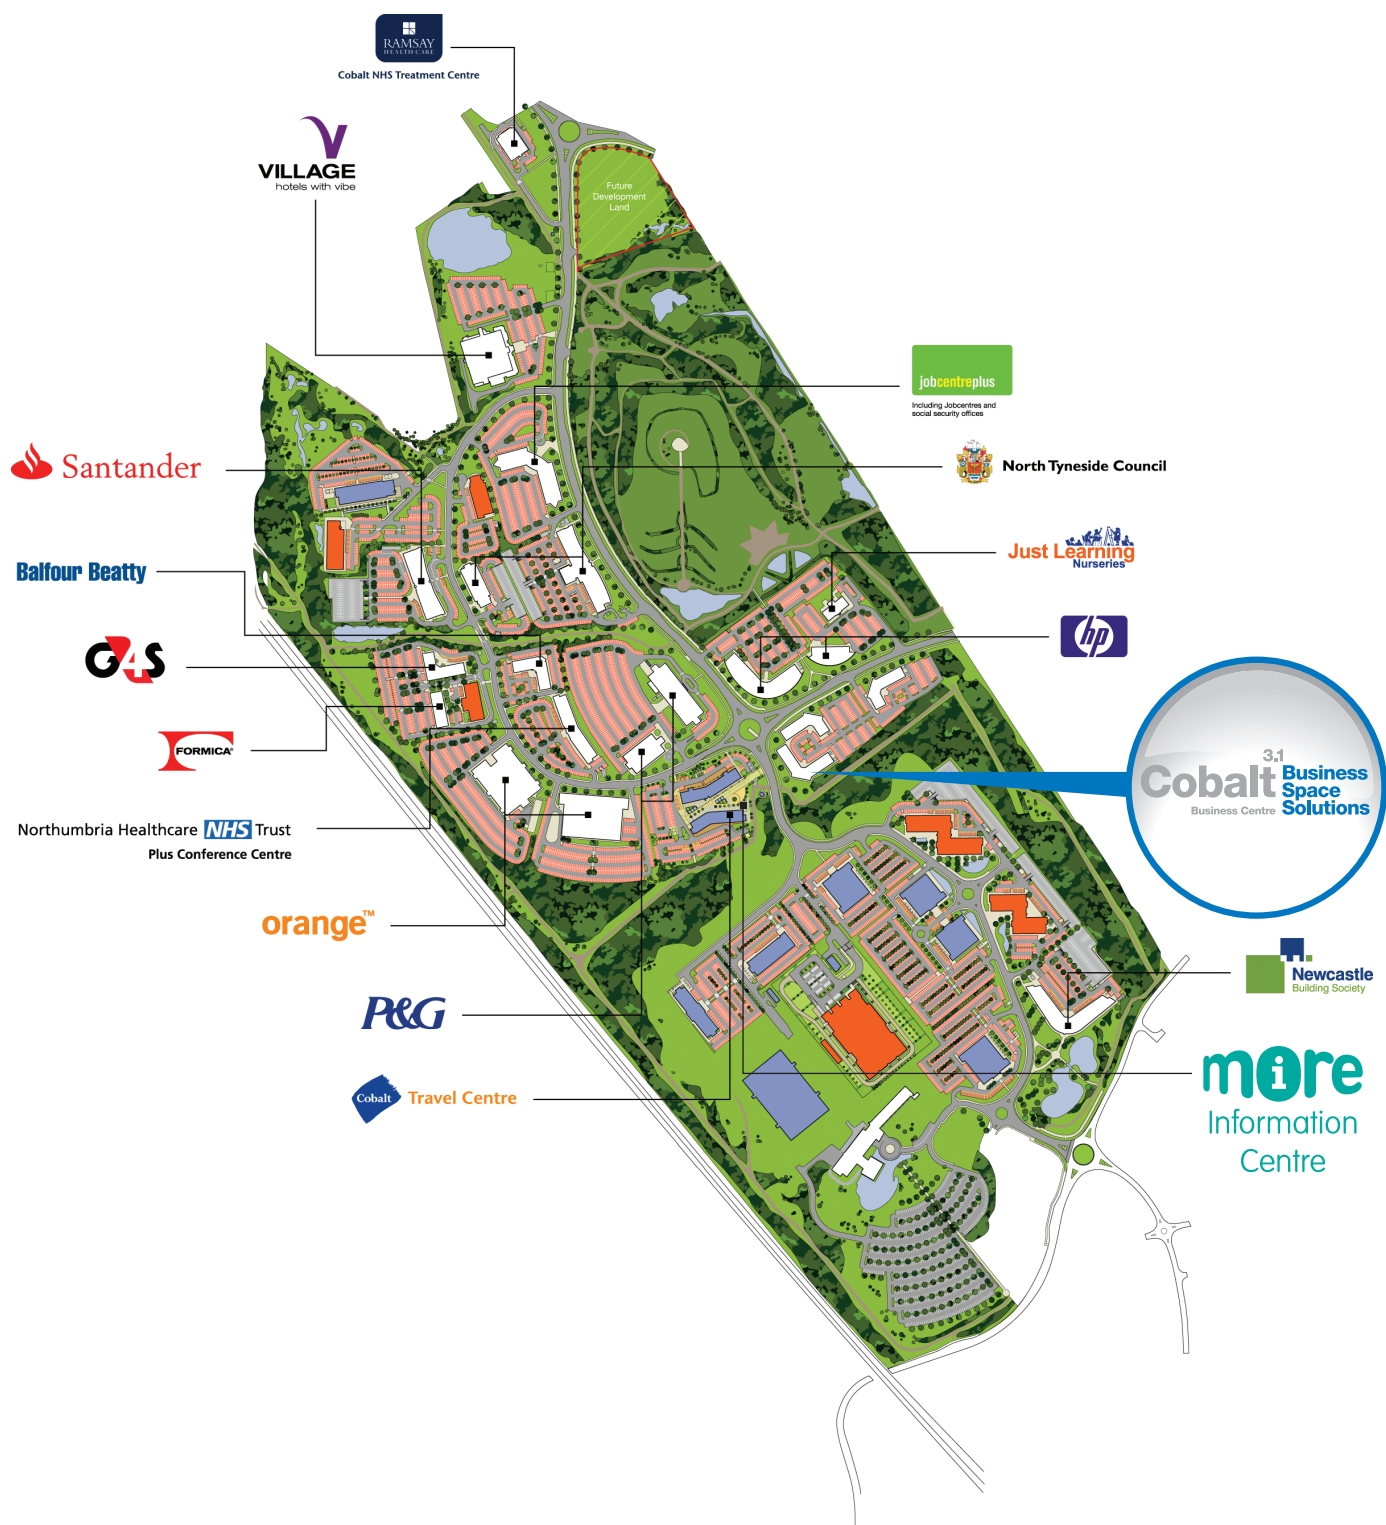 RAMSAY
HEALTH CARE
Cobalt NHS Treatment Centre
VILLAGE
hotels with vibe
Future
Development
Land
jobcentreplus
Including Jobcentres and
social security offices
Santander
North Tyneside Council
Just Learning
Nurseries
Balfour Beatty
hp
G4S
FORMICA®
3.1
Cobalt
Business Centre
Business
Space
Solutions
Northumbria Healthcare NHS Trust
Plus Conference Centre
orange™
Newcastle
Building Society
P&G
more
Information
Centre
Cobalt Travel Centre